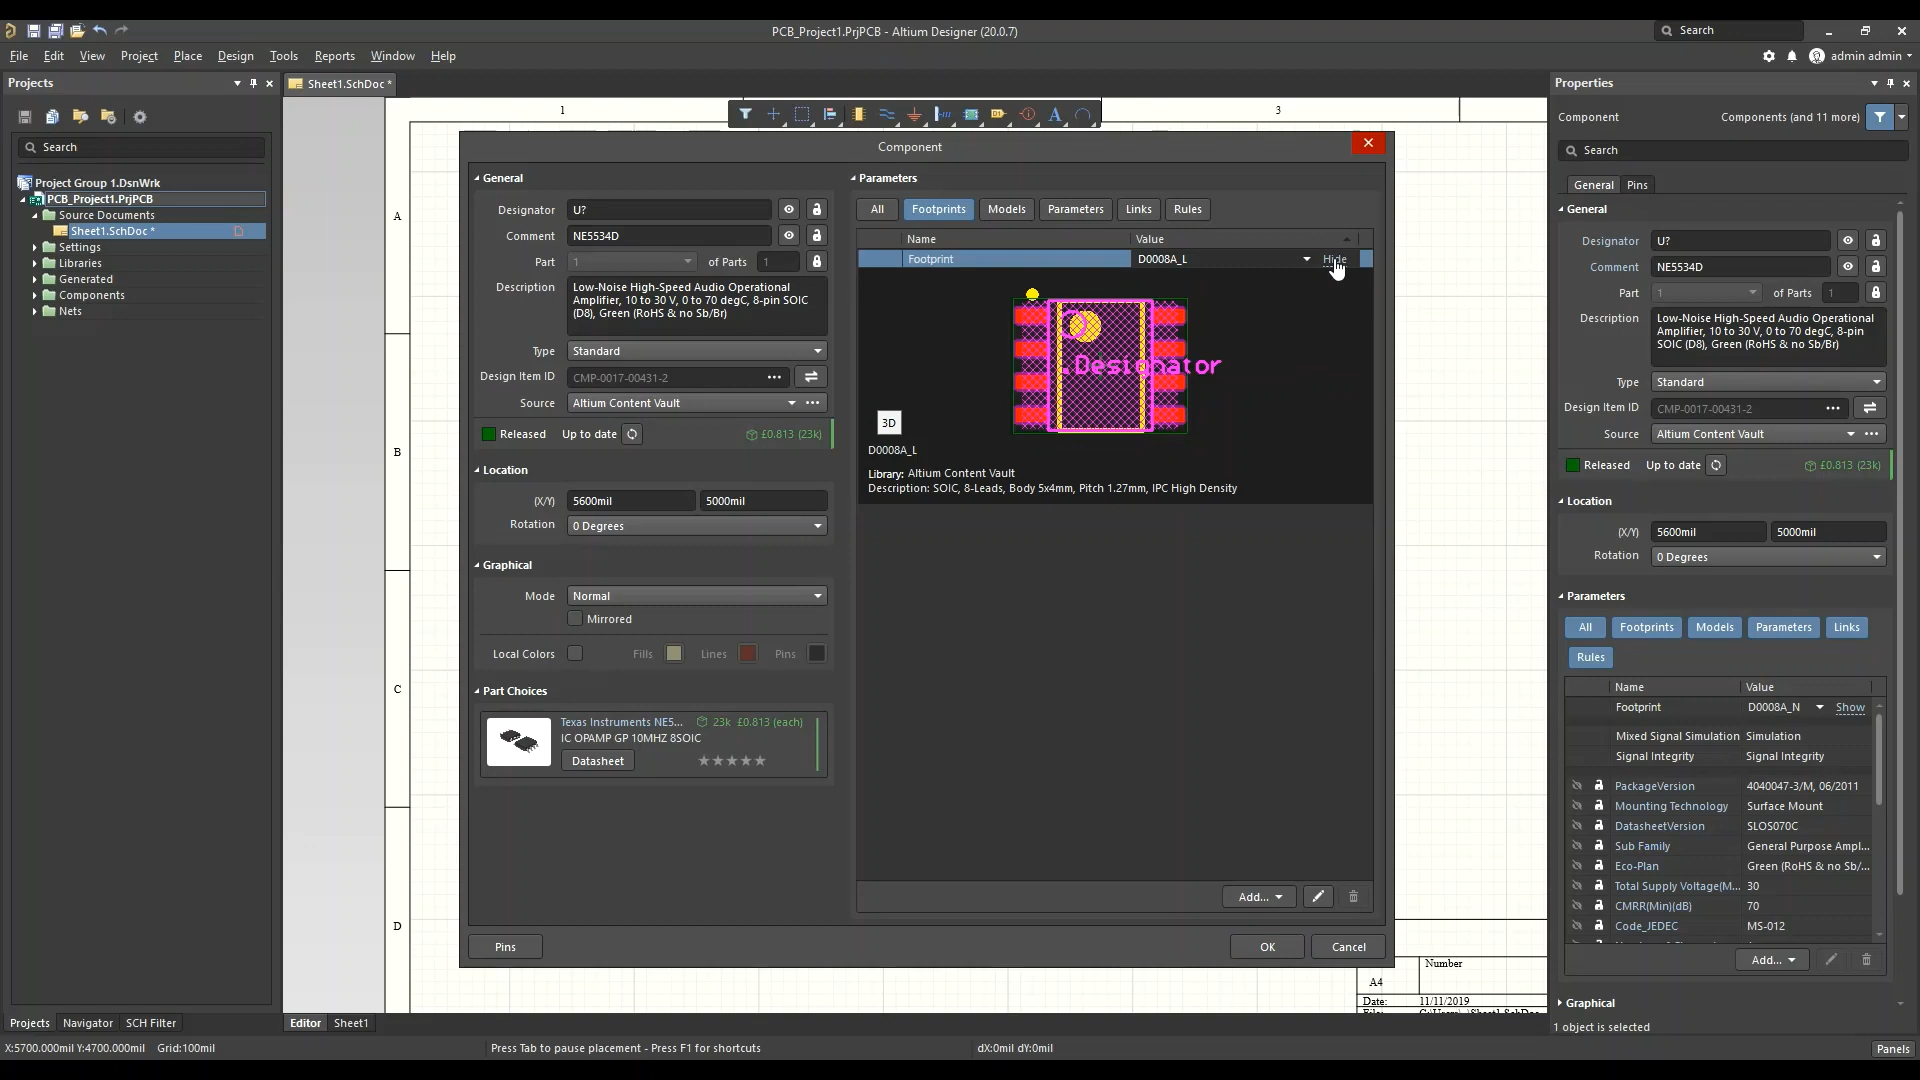 PCB_Project1.PrjPCB - Altium Designer (20.0.7)
Search
File Edit View Project Place Design Tools Reports Window Help
admin admin
Projects
Search
Project Group 1.DsnWrk
PCB_Project1.PrjPCB
Source Documents
Sheet1.SchDoc *
Settings
Libraries
Generated
Components
Nets
Projects Navigator SCH Filter
Sheet1.SchDoc *
1
3
A
B
C
D
Component
General
Designator U?
Comment NE5534D
Part 1 of Parts 1
Description Low-Noise High-Speed Audio Operational
Amplifier, 10 to 30 V, 0 to 70 degC, 8-pin SOIC
(D8), Green (RoHS & no Sb/Br)
Type Standard
Design Item ID CMP-0017-00431-2
Source Altium Content Vault
Released Up to date £0.813 (23k)
Location
(X/Y) 5600mil 5000mil
Rotation 0 Degrees
Graphical
Mode Normal
Mirrored
Local Colors Fills Lines Pins
Part Choices
Texas Instruments NE5... 23k £0.813 (each)
IC OPAMP GP 10MHZ 8SOIC
Datasheet
Pins
Parameters
All Footprints Models Parameters Links Rules
Name Value
Footprint D0008A_L Hide
.Designator
3D
D0008A_L
Library: Altium Content Vault
Description: SOIC, 8-Leads, Body 5x4mm, Pitch 1.27mm, IPC High Density
Add...
OK Cancel
Number
A4
Date: 11/11/2019
Editor Sheet1
Properties
Component Components (and 11 more)
Search
General Pins
General
Designator U?
Comment NE5534D
Part 1 of Parts 1
Description Low-Noise High-Speed Audio Operational
Amplifier, 10 to 30 V, 0 to 70 degC, 8-pin
SOIC (D8), Green (RoHS & no Sb/Br)
Type Standard
Design Item ID CMP-0017-00431-2
Source Altium Content Vault
Released Up to date £0.813 (23k)
Location
(X/Y) 5600mil 5000mil
Rotation 0 Degrees
Parameters
All Footprints Models Parameters Links
Rules
Name Value
Footprint D0008A_N Show
Mixed Signal Simulation Simulation
Signal Integrity Signal Integrity
PackageVersion 4040047-3/M, 06/2011
Mounting Technology Surface Mount
DatasheetVersion SLOS070C
Sub Family General Purpose Ampl...
Eco-Plan Green (RoHS & no Sb/...
Total Supply Voltage(M... 30
CMRR(Min)(dB) 70
Code_JEDEC MS-012
Add...
Graphical
1 object is selected
X:5700.000mil Y:4700.000mil Grid:100mil
Press Tab to pause placement - Press F1 for shortcuts
dX:0mil dY:0mil
Panels